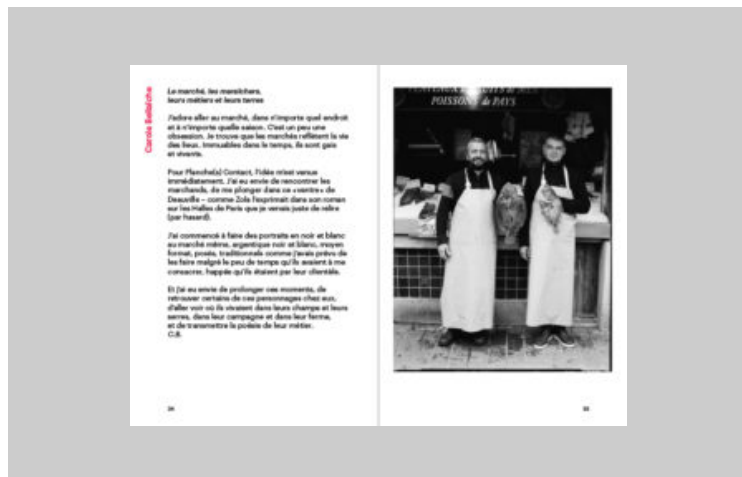 Carole Bellaïche
Le marché, les maraîchers,
leurs métiers et leurs terres
J'adore aller au marché, dans n'importe quel endroit
et à n'importe quelle saison. C'est un peu une
obsession. Je trouve que les marchés reflètent la vie
des lieux. Immuables dans le temps, ils sont gais
et vivants.
Pour Planche(s) Contact, l'idée m'est venue
immédiatement. J'ai eu envie de rencontrer les
marchands, de me plonger dans ce «ventre» de
Deauville – comme Zola l'exprimait dans son roman
sur les Halles de Paris que je venais juste de relire
(par hasard).
J'ai commencé à faire des portraits en noir et blanc
au marché même, argentique noir et blanc, moyen
format, posés, traditionnels comme j'avais prévu de
les faire malgré le peu de temps qu'ils avaient à me
consacrer, happés qu'ils étaient par leur clientèle.
Et j'ai eu envie de prolonger ces moments, de
retrouver certains de ces personnages chez eux,
d'aller voir où ils vivaient dans leurs champs et leurs
serres, dans leur campagne et dans leur ferme,
et de transmettre la poésie de leur métier.
C.B.
POISSONS du PAYS
34